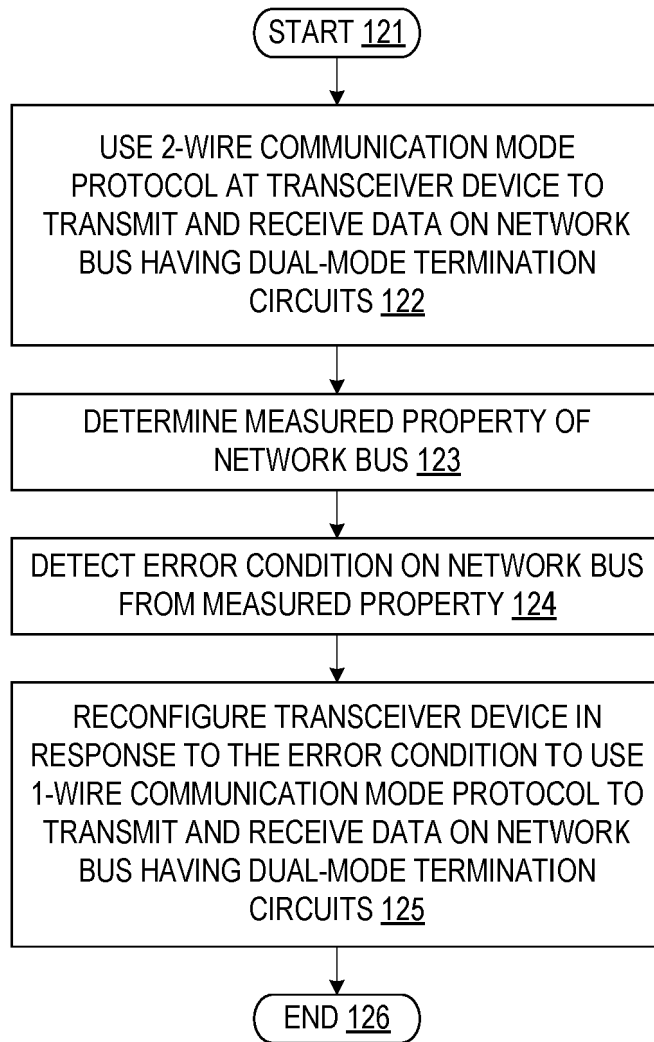 START 121
USE 2-WIRE COMMUNICATION MODE
PROTOCOL AT TRANSCEIVER DEVICE TO
TRANSMIT AND RECEIVE DATA ON NETWORK
BUS HAVING DUAL-MODE TERMINATION
CIRCUITS 122
DETERMINE MEASURED PROPERTY OF
NETWORK BUS 123
DETECT ERROR CONDITION ON NETWORK BUS
FROM MEASURED PROPERTY 124
RECONFIGURE TRANSCEIVER DEVICE IN
RESPONSE TO THE ERROR CONDITION TO USE
1-WIRE COMMUNICATION MODE PROTOCOL TO
TRANSMIT AND RECEIVE DATA ON NETWORK
BUS HAVING DUAL-MODE TERMINATION
CIRCUITS 125
END 126